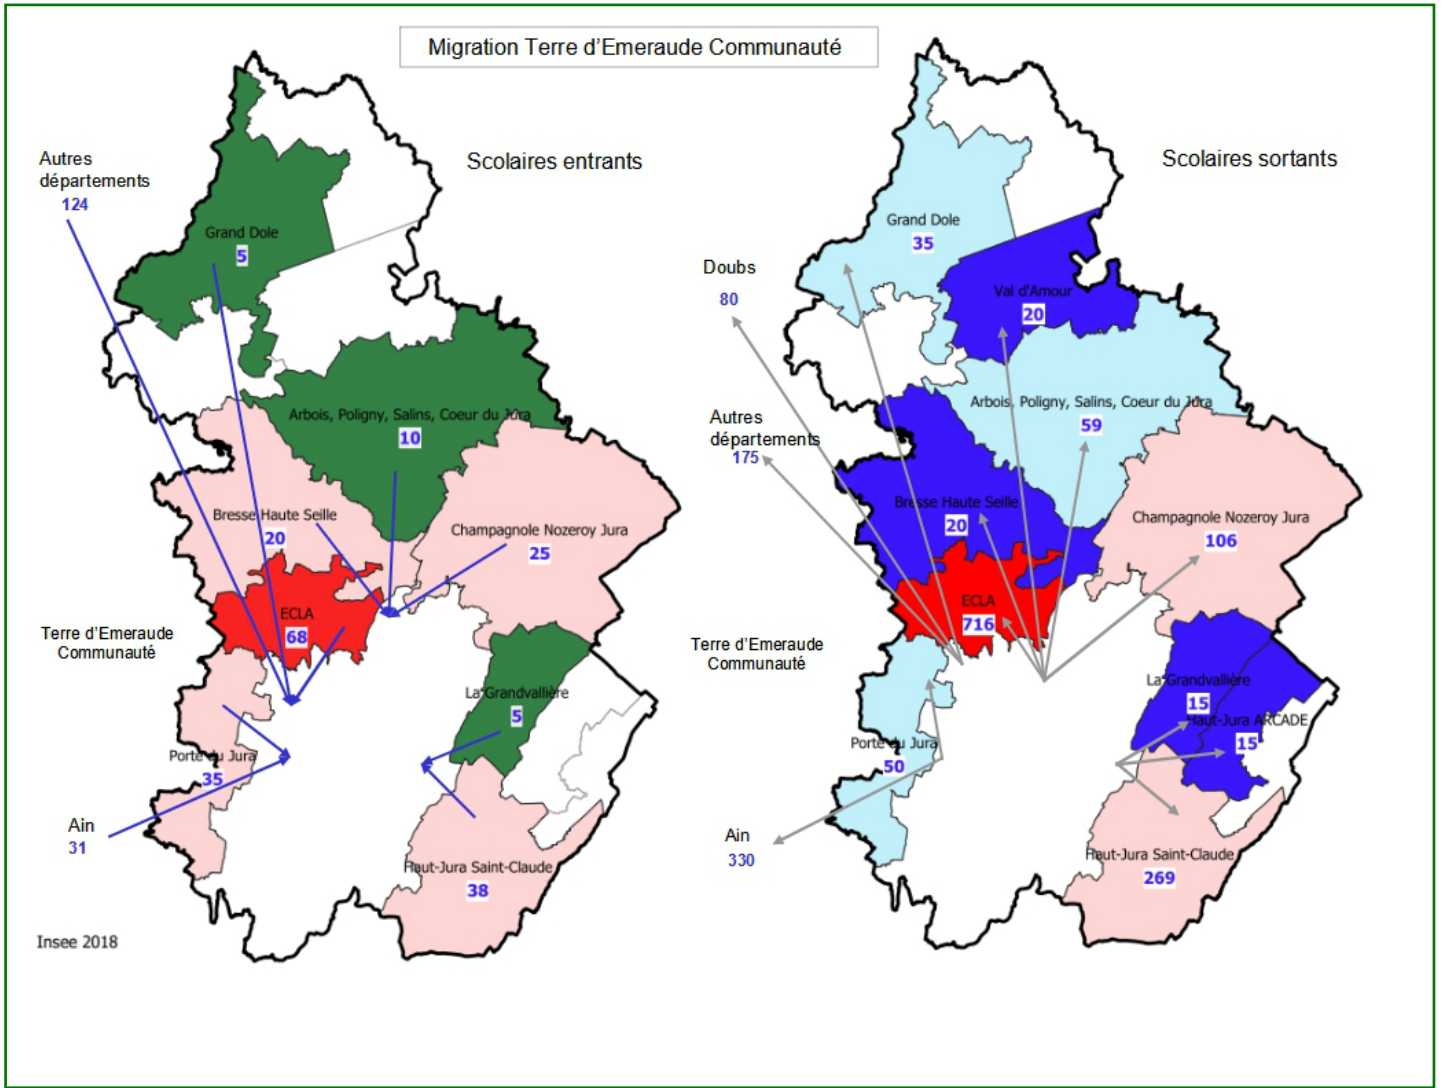 Migration Terre d'Emeraude Communauté
Scolaires entrants
Autres
départements
124
Grand Dole
5
Arbois, Poligny, Salins, Coeur du Jura
10
Bresse Haute Seille
20
Champagnole Nozeroy Jura
25
ECLA
68
Terre d'Emeraude
Communauté
La Grandvallière
5
Porte du Jura
35
Ain
31
Haut-Jura Saint-Claude
38
Insee 2018
Scolaires sortants
Grand Dole
35
Doubs
80
Val d'Amour
20
Arbois, Poligny, Salins, Coeur du Jura
59
Autres
départements
175
Bresse Haute Seille
20
Champagnole Nozeroy Jura
106
ECLA
716
Terre d'Emeraude
Communauté
La Grandvallière
15
Haut-Jura ARCADE
15
Porte du Jura
50
Ain
330
Haut-Jura Saint-Claude
269